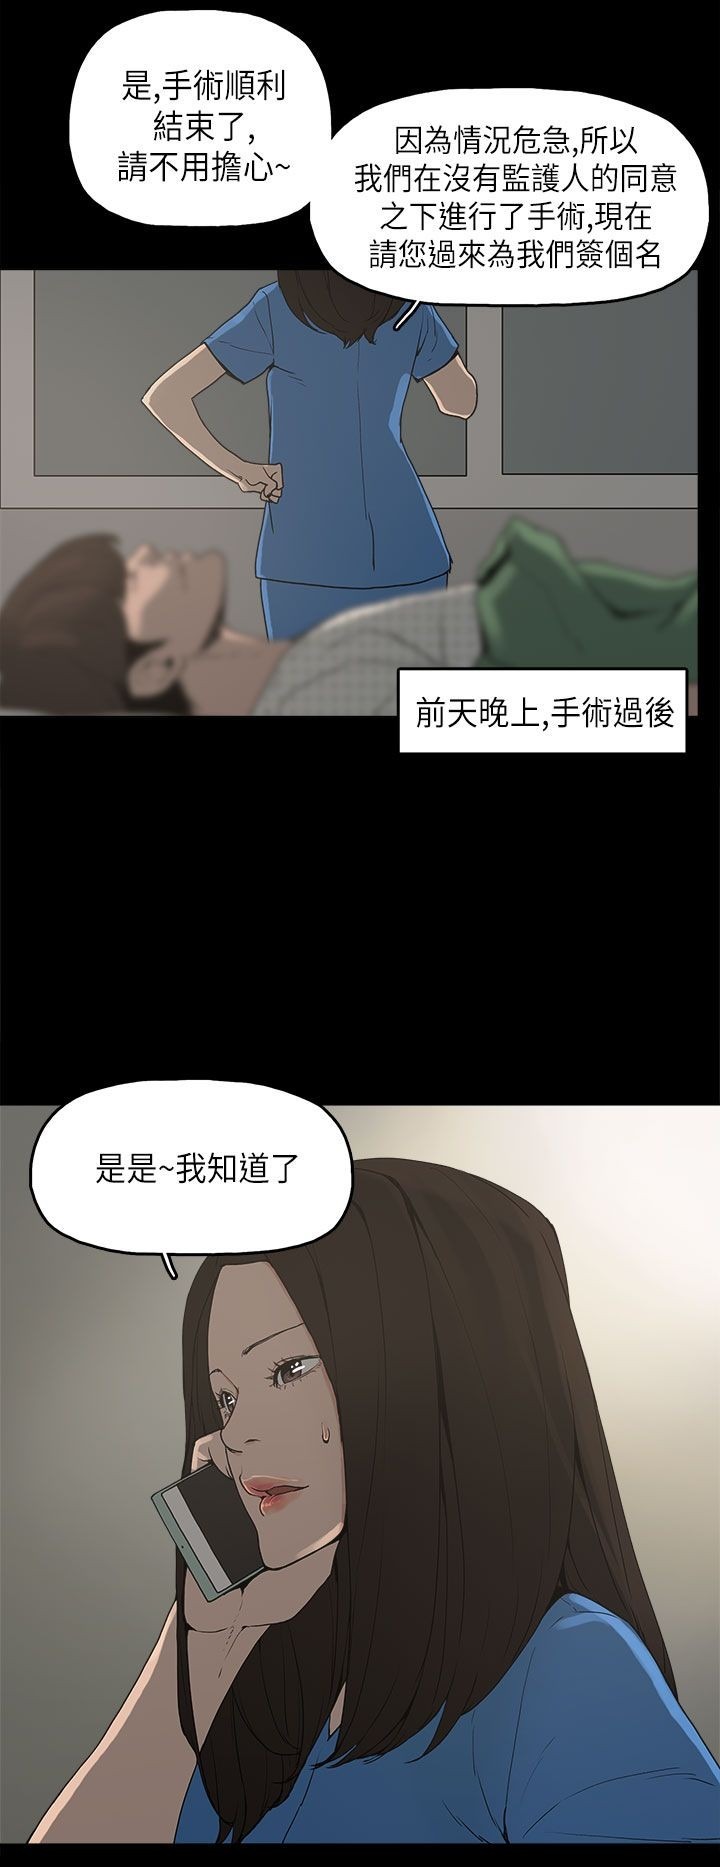 是,手術順利
結束了,
請不用擔心~
因為情況危急,所以
我們在沒有監護人的同意
之下進行了手術,現在
請您過來為我們簽個名
前天晚上,手術過後
是是~我知道了